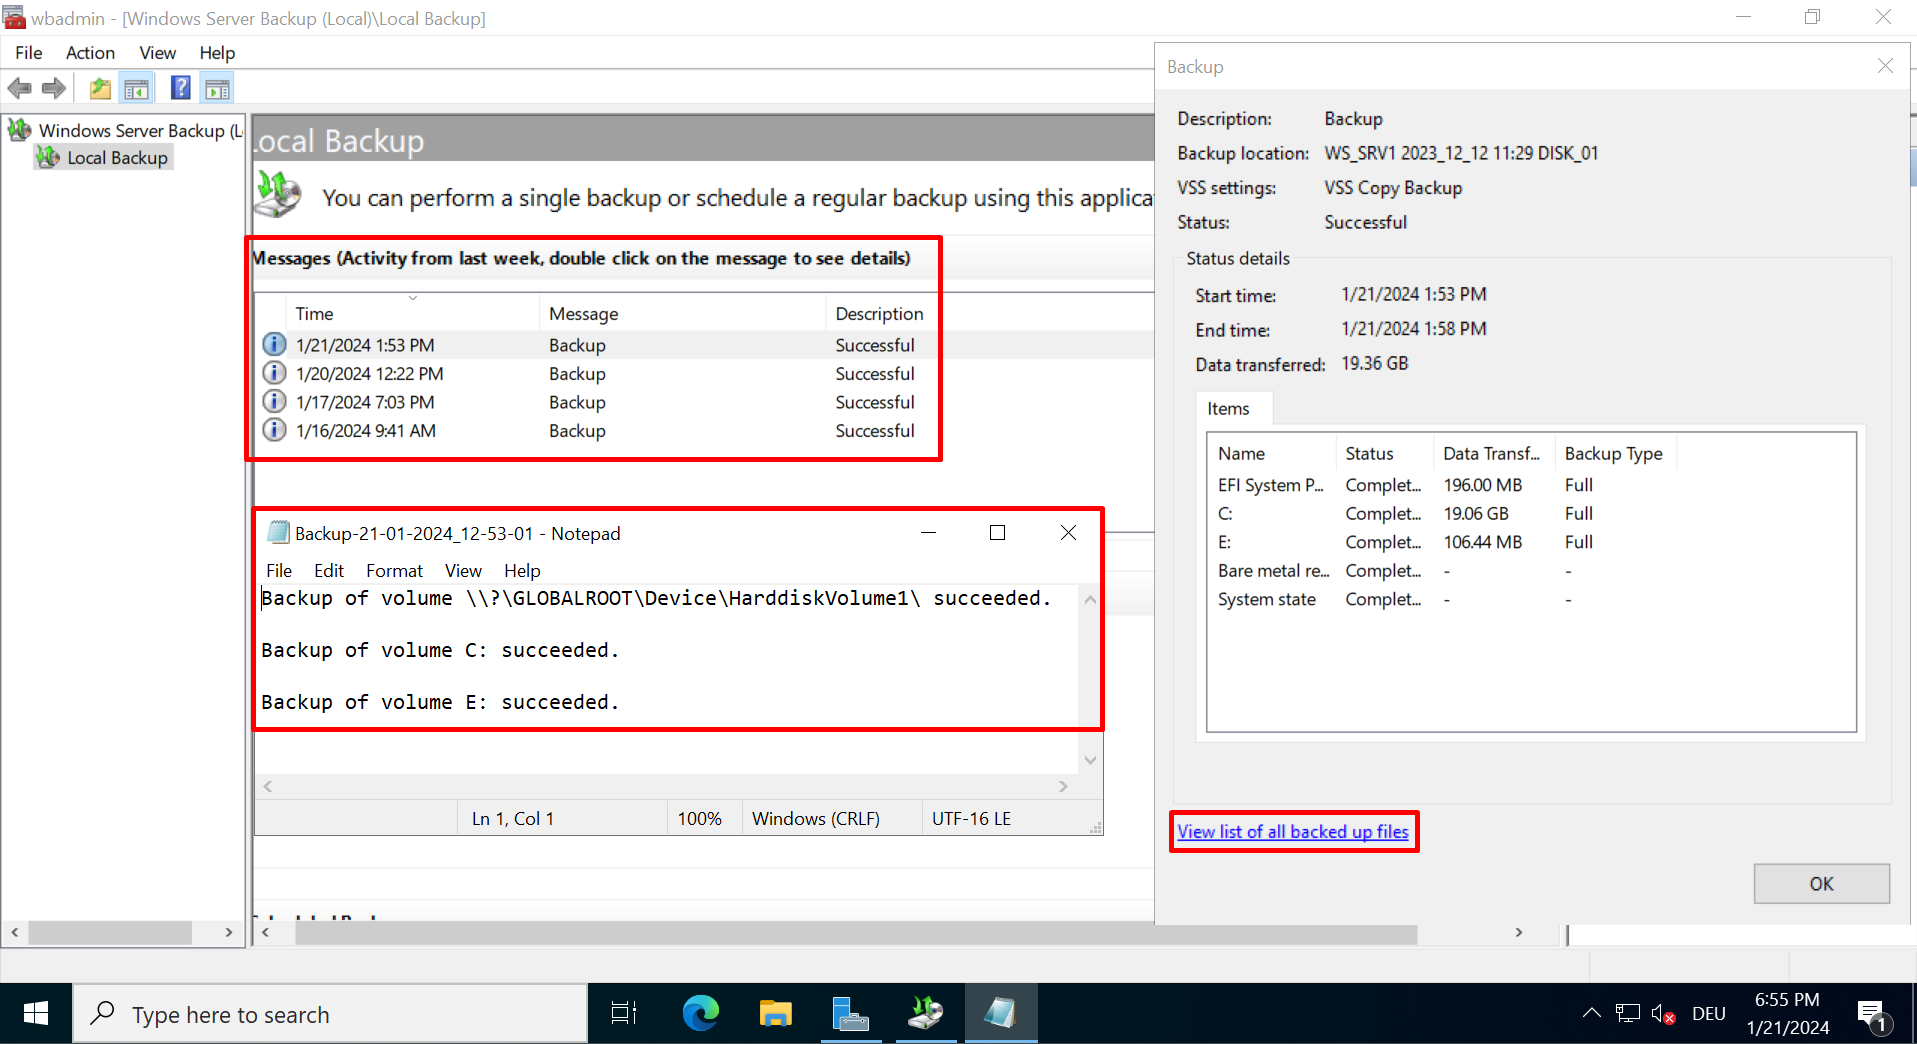 wbadmin - [Windows Server Backup (Local)\Local Backup]
File Action View Help
Windows Server Backup (L
Local Backup
Local Backup
You can perform a single backup or schedule a regular backup using this applica
Messages (Activity from last week, double click on the message to see details)
Time Message Description
1/21/2024 1:53 PM Backup Successful
1/20/2024 12:22 PM Backup Successful
1/17/2024 7:03 PM Backup Successful
1/16/2024 9:41 AM Backup Successful
Backup-21-01-2024_12-53-01 - Notepad
File Edit Format View Help
Backup of volume \\?\GLOBALROOT\Device\HarddiskVolume1\ succeeded.
Backup of volume C: succeeded.
Backup of volume E: succeeded.
Ln 1, Col 1 100% Windows (CRLF) UTF-16 LE
Backup
Description: Backup
Backup location: WS_SRV1 2023_12_12 11:29 DISK_01
VSS settings: VSS Copy Backup
Status: Successful
Status details
Start time: 1/21/2024 1:53 PM
End time: 1/21/2024 1:58 PM
Data transferred: 19.36 GB
Items
Name Status Data Transf... Backup Type
EFI System P... Complet... 196.00 MB Full
C: Complet... 19.06 GB Full
E: Complet... 106.44 MB Full
Bare metal re... Complet... - -
System state Complet... - -
View list of all backed up files
OK
Type here to search
DEU
6:55 PM
1/21/2024
1